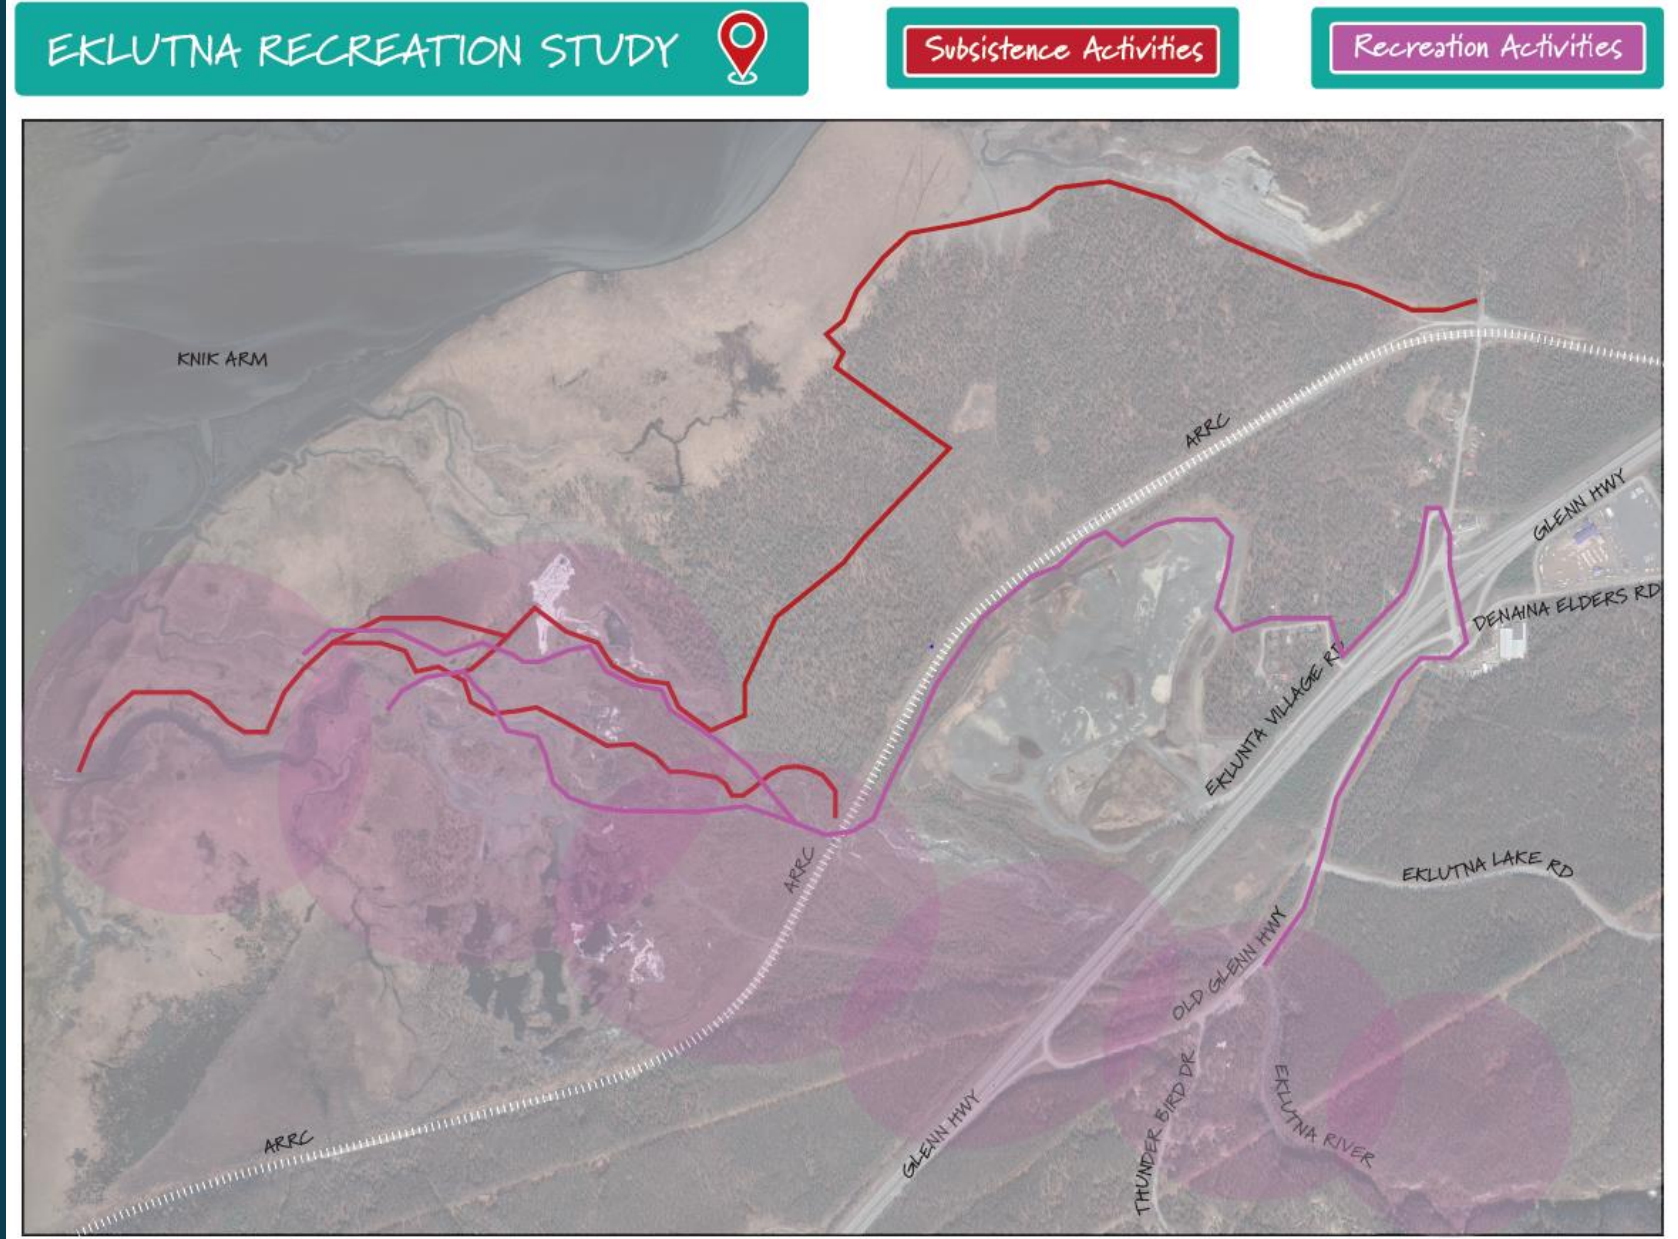 EKLUTNA RECREATION STUDY
Subsistence Activities
Recreation Activities
KNIK ARM
ARRC
GLENN HWY
DENAINA ELDERS RD
EKLUNTA VILLAGE RD
ARRC
EKLUTNA LAKE RD
OLD GLENN HWY
ARRC
GLENN HWY
THUNDER BIRD DR
EKLUTNA RIVER